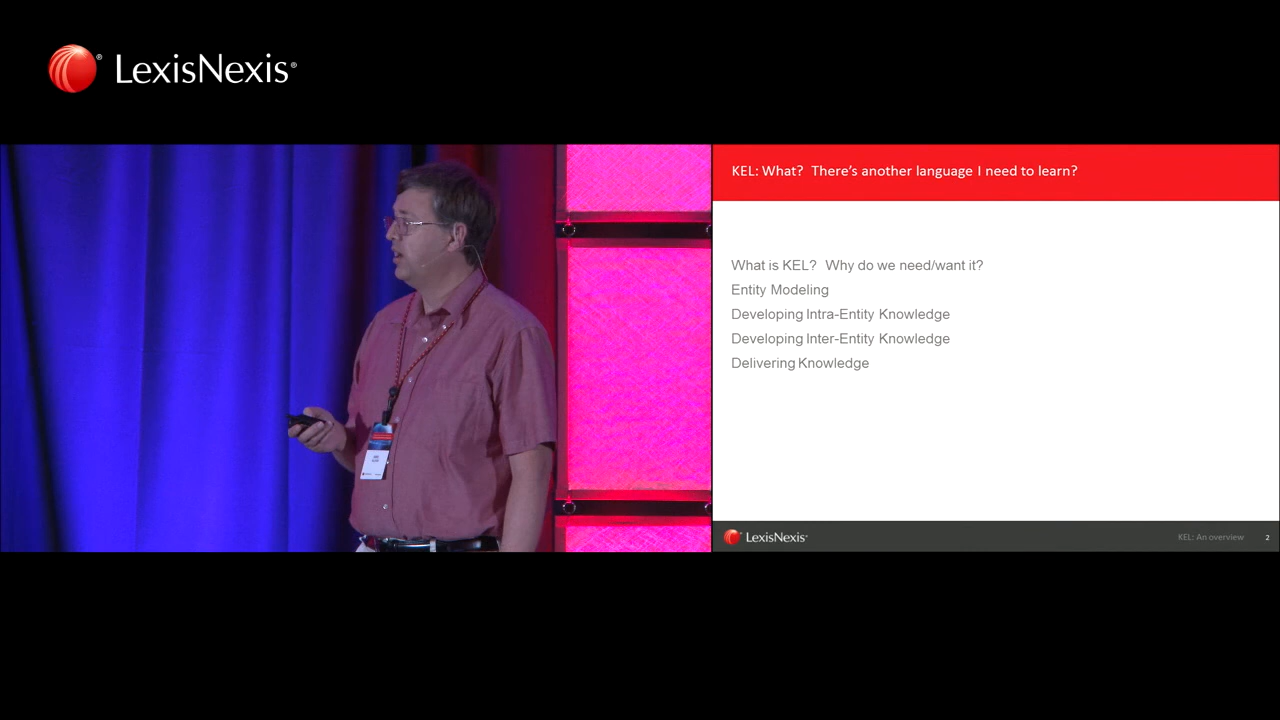 LexisNexis®
KEL: What? There's another language I need to learn?
What is KEL? Why do we need/want it?
Entity Modeling
Developing Intra-Entity Knowledge
Developing Inter-Entity Knowledge
Delivering Knowledge
LexisNexis®
KEL: An overview 2